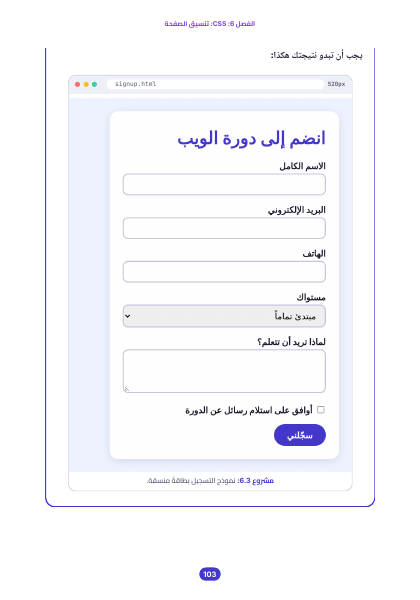 الفصل 6: CSS: تنسيق الصفحة
يجب أن تبدو نتيجتك هكذا:
signup.html
520px
انضم إلى دورة الويب
الاسم الكامل
البريد الإلكتروني
الهاتف
مستواك
مبتدئ تماماً
لماذا تريد أن تتعلم؟
أوافق على استلام رسائل عن الدورة
سجّلني
مشروع 6.3: نموذج التسجيل بطاقةً منسقة.
103